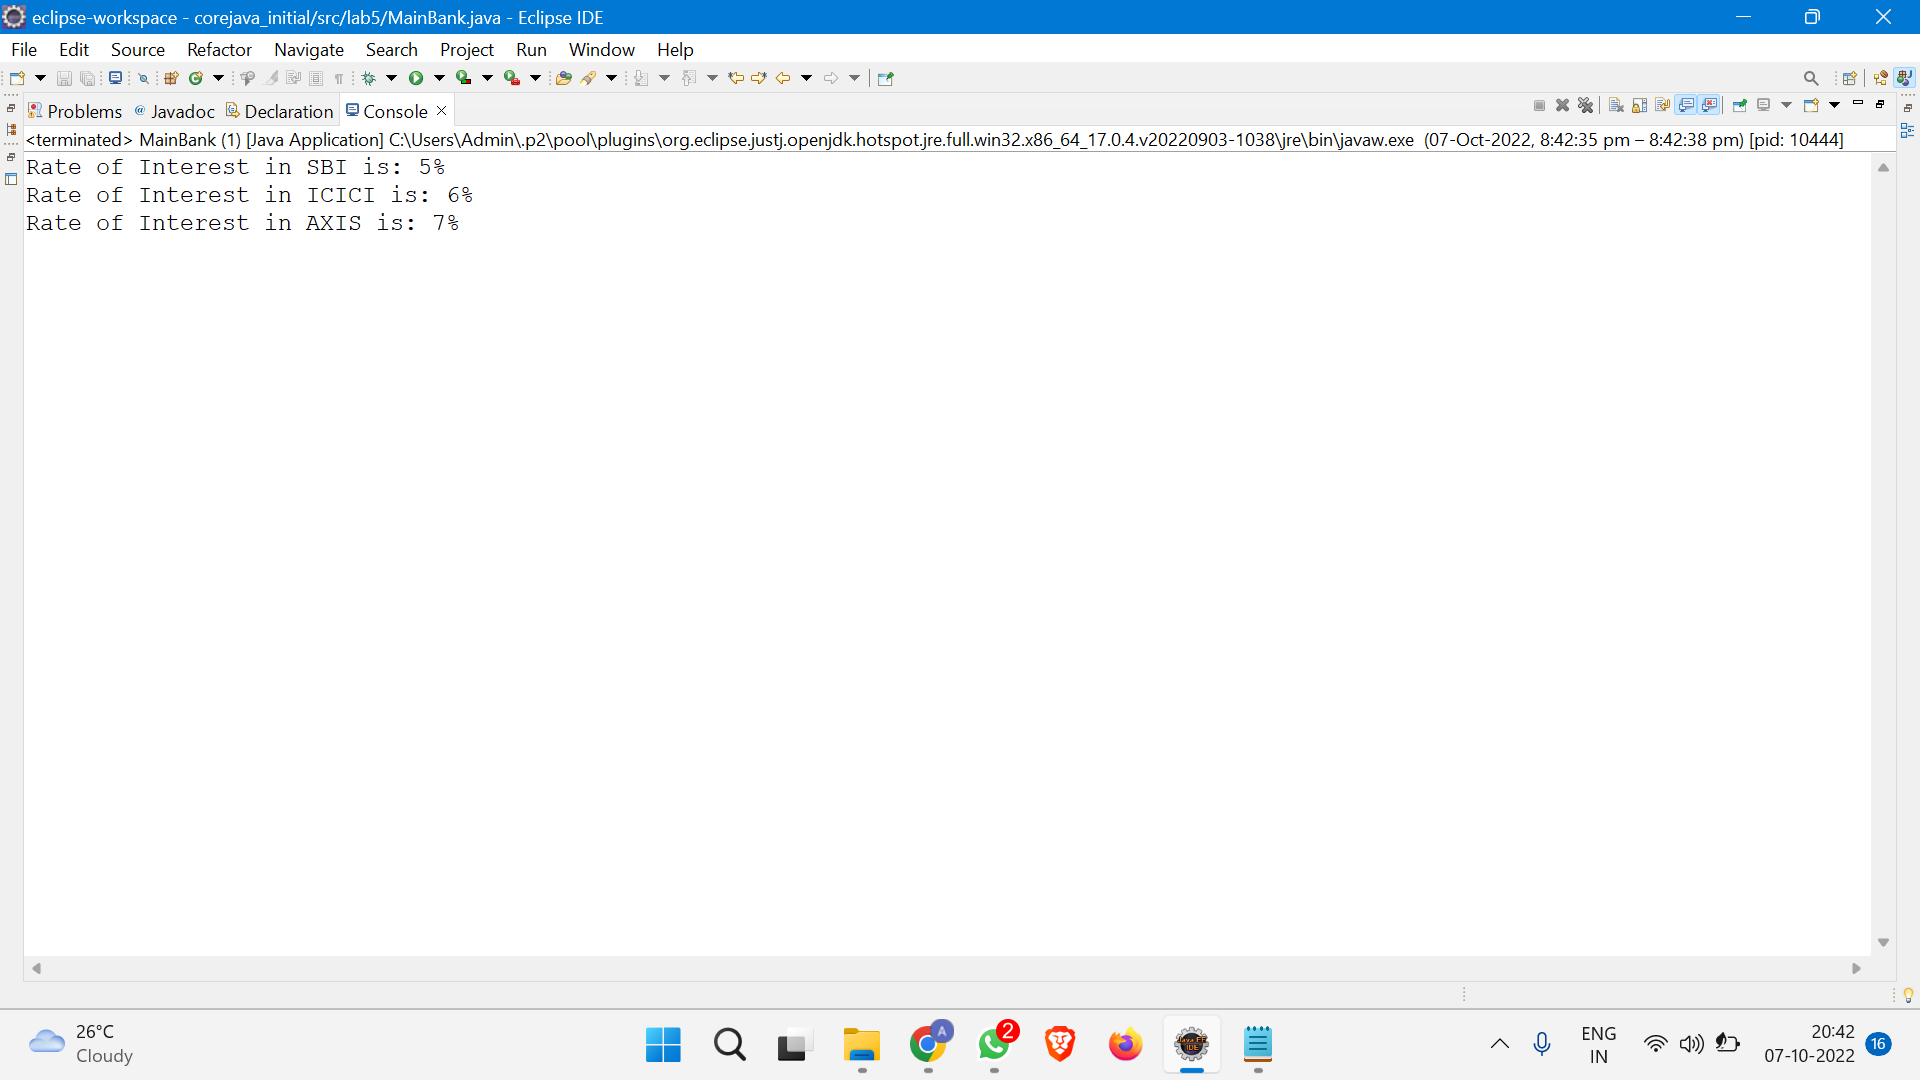 eclipse-workspace - corejava_initial/src/lab5/MainBank.java - Eclipse IDE
File Edit Source Refactor Navigate Search Project Run Window Help
Problems @ Javadoc Declaration Console
<terminated> MainBank (1) [Java Application] C:\Users\Admin\.p2\pool\plugins\org.eclipse.justj.openjdk.hotspot.jre.full.win32.x86_64_17.0.4.v20220903-1038\jre\bin\javaw.exe (07-Oct-2022, 8:42:35 pm – 8:42:38 pm) [pid: 10444]
Rate of Interest in SBI is: 5%
Rate of Interest in ICICI is: 6%
Rate of Interest in AXIS is: 7%
26°C
Cloudy
A
2
Java EE
IDE
ENG
IN
20:42
07-10-2022
16